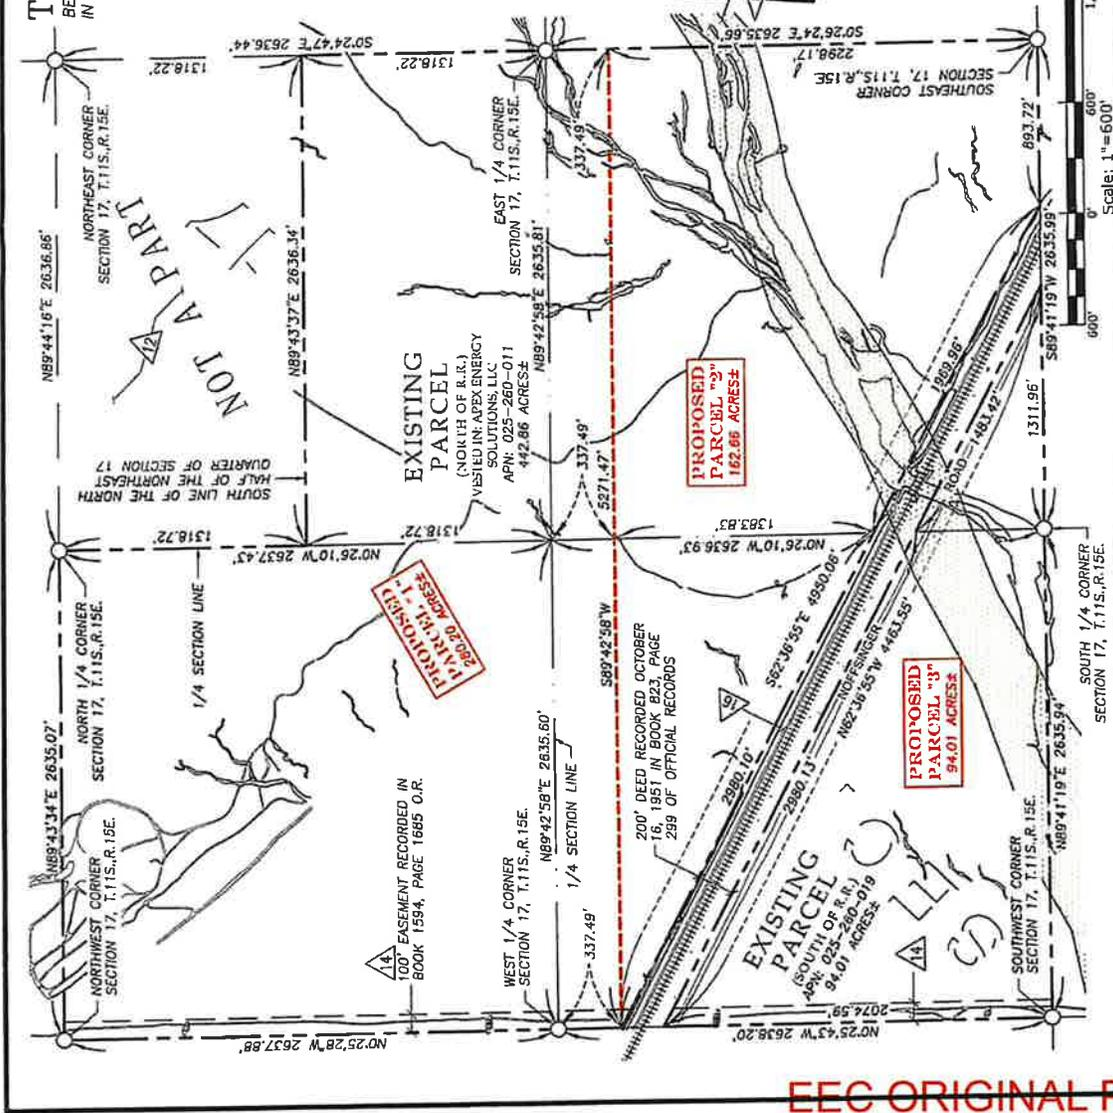 T
BE
IN
N89°43'34"E 2635.07'
N89°44'16"E 2636.86'
NORTHWEST CORNER
SECTION 17, T.11S.,R.15E.
NORTH 1/4 CORNER
SECTION 17, T.11S.,R.15E.
NORTHEAST CORNER
SECTION 17, T.11S.,R.15E.
NOT A PART
12
1318.72'
1318.22'
S0°24'47"E 2636.44'
1/4 SECTION LINE
N0°26'10"W 2637.43'
SOUTH LINE OF THE NORTH
HALF OF THE NORTHEAST
QUARTER OF SECTION 17
N89°43'37"E 2636.34'
PROPOSED
PARCEL "1"
280.20 ACRES±
1318.72'
1318.22'
EXISTING
PARCEL
(NORTH OF R.R.)
VESTED IN: APEX ENERGY
SOLUTIONS, LLC
APN: 025-260-011
442.86 ACRES±
14
100' EASEMENT RECORDED IN
BOOK 1594, PAGE 1685 O.R.
N0°25'28"W 2637.88'
WEST 1/4 CORNER
SECTION 17, T.11S.,R.15E.
N89°42'58"E 2635.60'
1/4 SECTION LINE
N89°42'58"E 2635.81'
EAST 1/4 CORNER
SECTION 17, T.11S.,R.15E.
337.49'
337.49'
337.49'
S89°42'58"W
5271.47'
200' DEED RECORDED OCTOBER
16, 1951 IN BOOK 823, PAGE
299 OF OFFICIAL RECORDS
16
1383.83'
N0°26'10"W 2636.93'
PROPOSED
PARCEL "2"
162.66 ACRES±
2298.17'
S0°26'24"E 2635.66'
2980.10'
S62°36'55"E 4950.06'
1969.96'
2980.13'
NOFFSINGER
ROAD
1483.42'
N62°36'55"W 4463.55'
EXISTING
PARCEL
(SOUTH OF R.R.)
APN: 025-260-019
94.01 ACRES±
PROPOSED
PARCEL "3"
94.01 ACRES±
14
2074.59'
N0°25'43"W 2638.20'
SOUTHWEST CORNER
SECTION 17, T.11S.,R.15E.
N89°41'19"E 2635.94'
SOUTH 1/4 CORNER
SECTION 17, T.11S.,R.15E.
1311.96'
S89°41'19"W 2635.99'
893.72'
SOUTHEAST CORNER
SECTION 17, T.11S.,R.15E
600'
0'
600'
Scale: 1"=600'
EEC ORIGINAL P